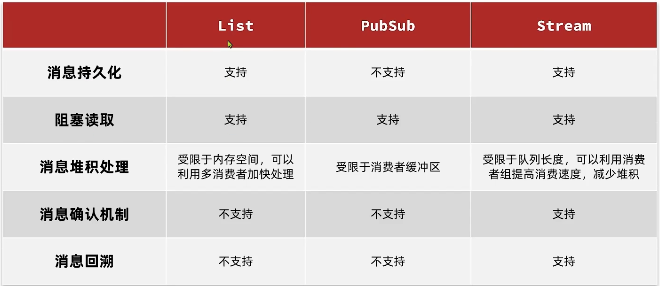 List PubSub Stream
消息持久化 支持 不支持 支持
阻塞读取 支持 支持 支持
消息堆积处理 受限于内存空间，可以利用多消费者加快处理 受限于消费者缓冲区 受限于队列长度，可以利用消费者组提高消费速度，减少堆积
消息确认机制 不支持 不支持 支持
消息回溯 不支持 不支持 支持